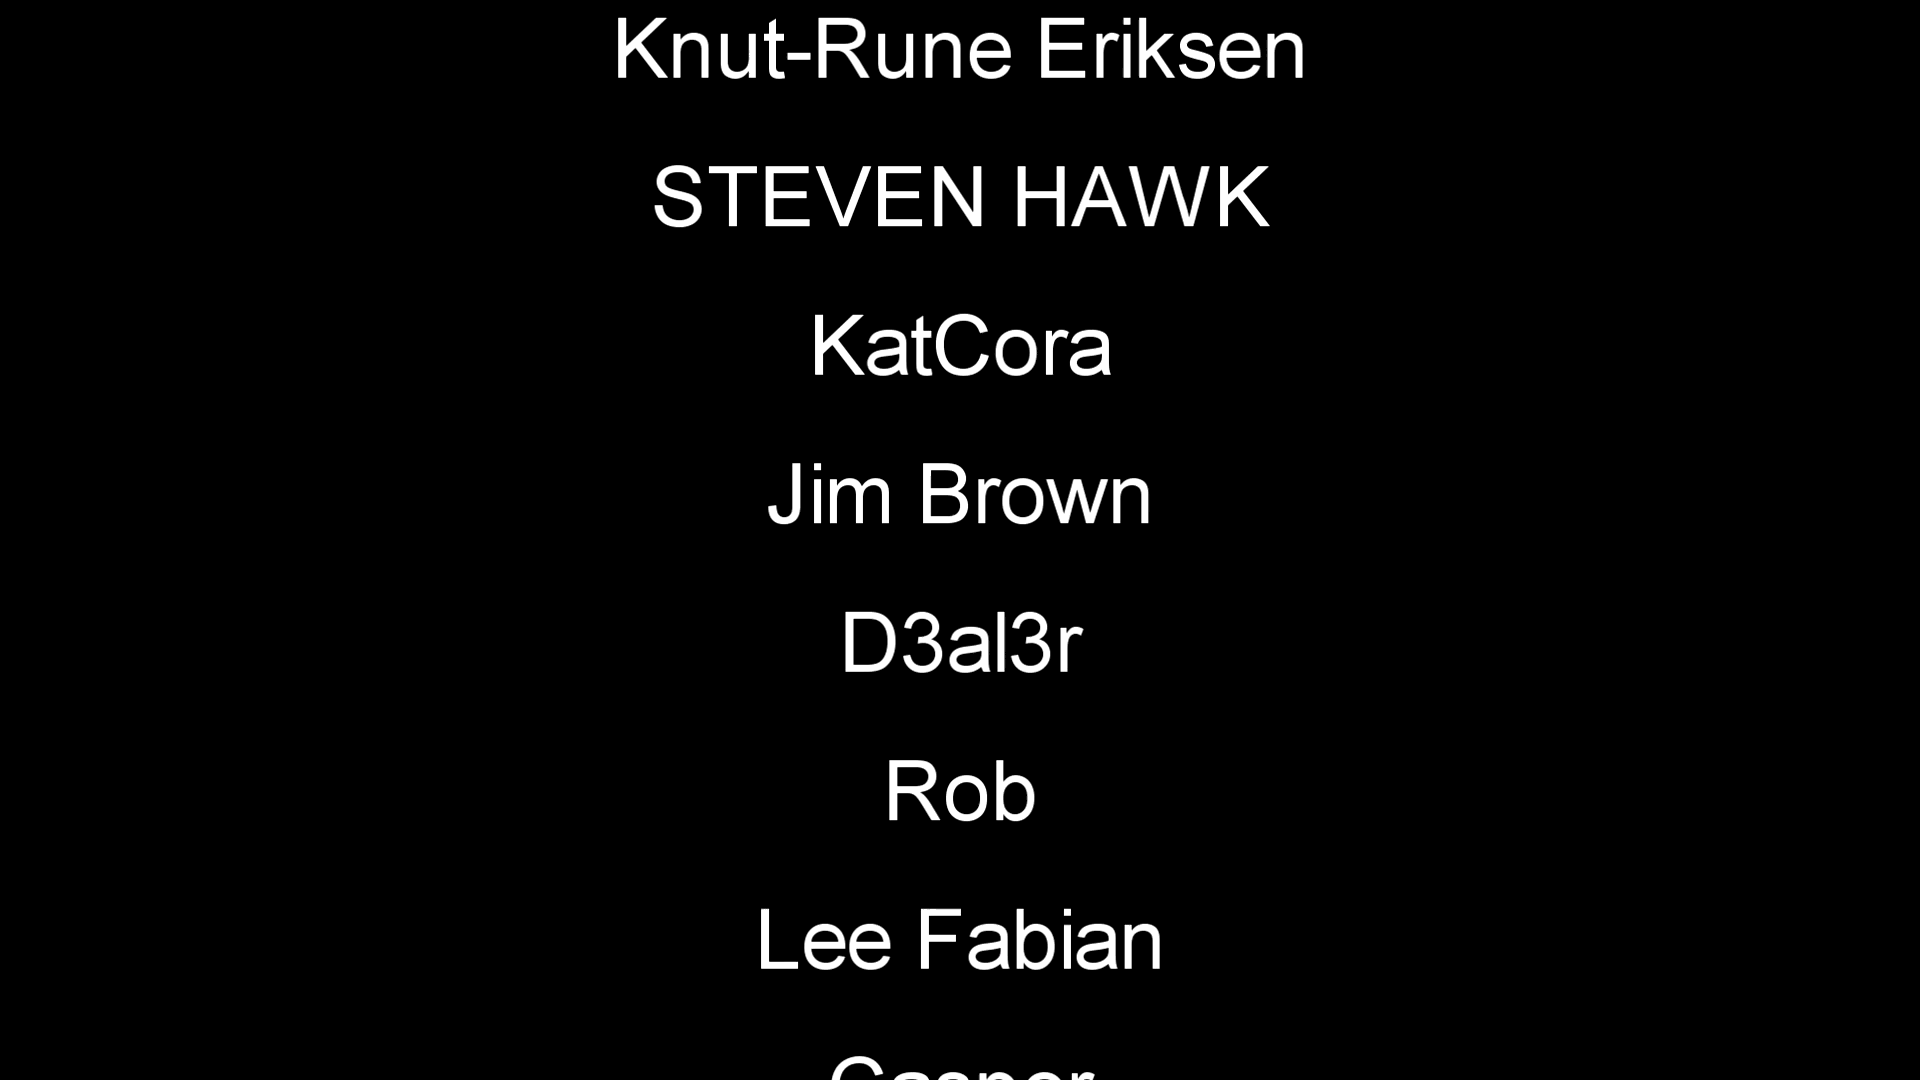 Knut-Rune Eriksen
STEVEN HAWK
KatCora
Jim Brown
D3al3r
Rob
Lee Fabian